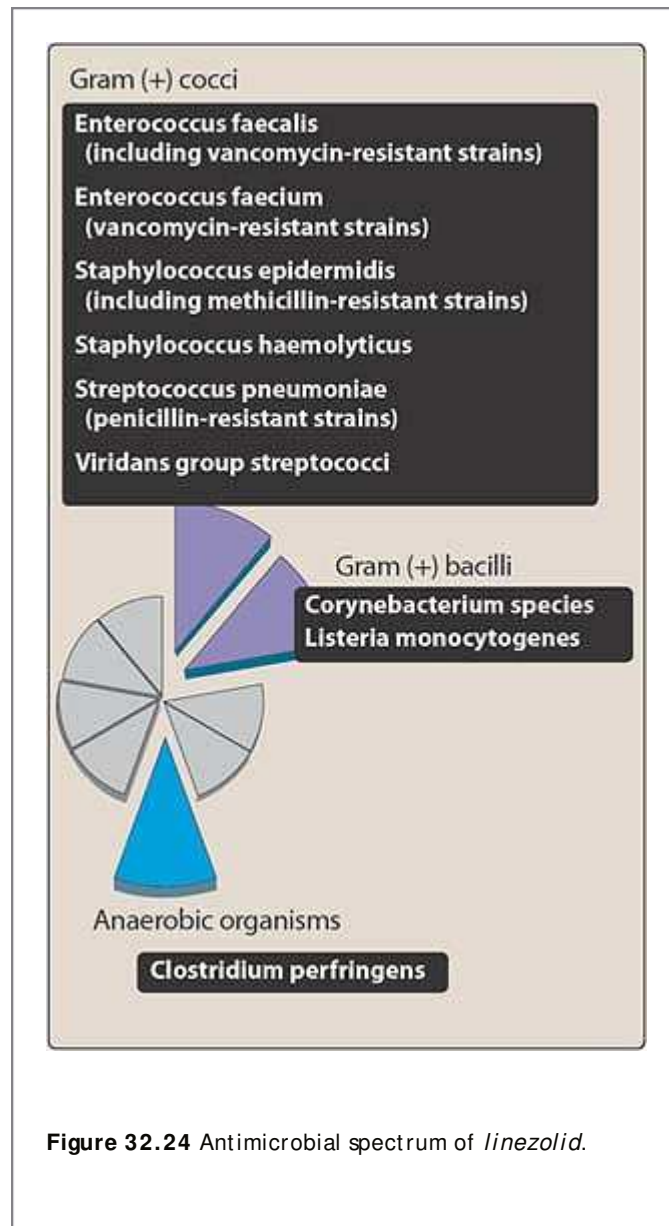 Gram (+) cocci
Enterococcus faecalis
(including vancomycin-resistant strains)
Enterococcus faecium
(vancomycin-resistant strains)
Staphylococcus epidermidis
(including methicillin-resistant strains)
Staphylococcus haemolyticus
Streptococcus pneumoniae
(penicillin-resistant strains)
Viridans group streptococci
Gram (+) bacilli
Corynebacterium species
Listeria monocytogenes
Anaerobic organisms
Clostridium perfringens
Figure 32.24 Antimicrobial spectrum of linezolid.